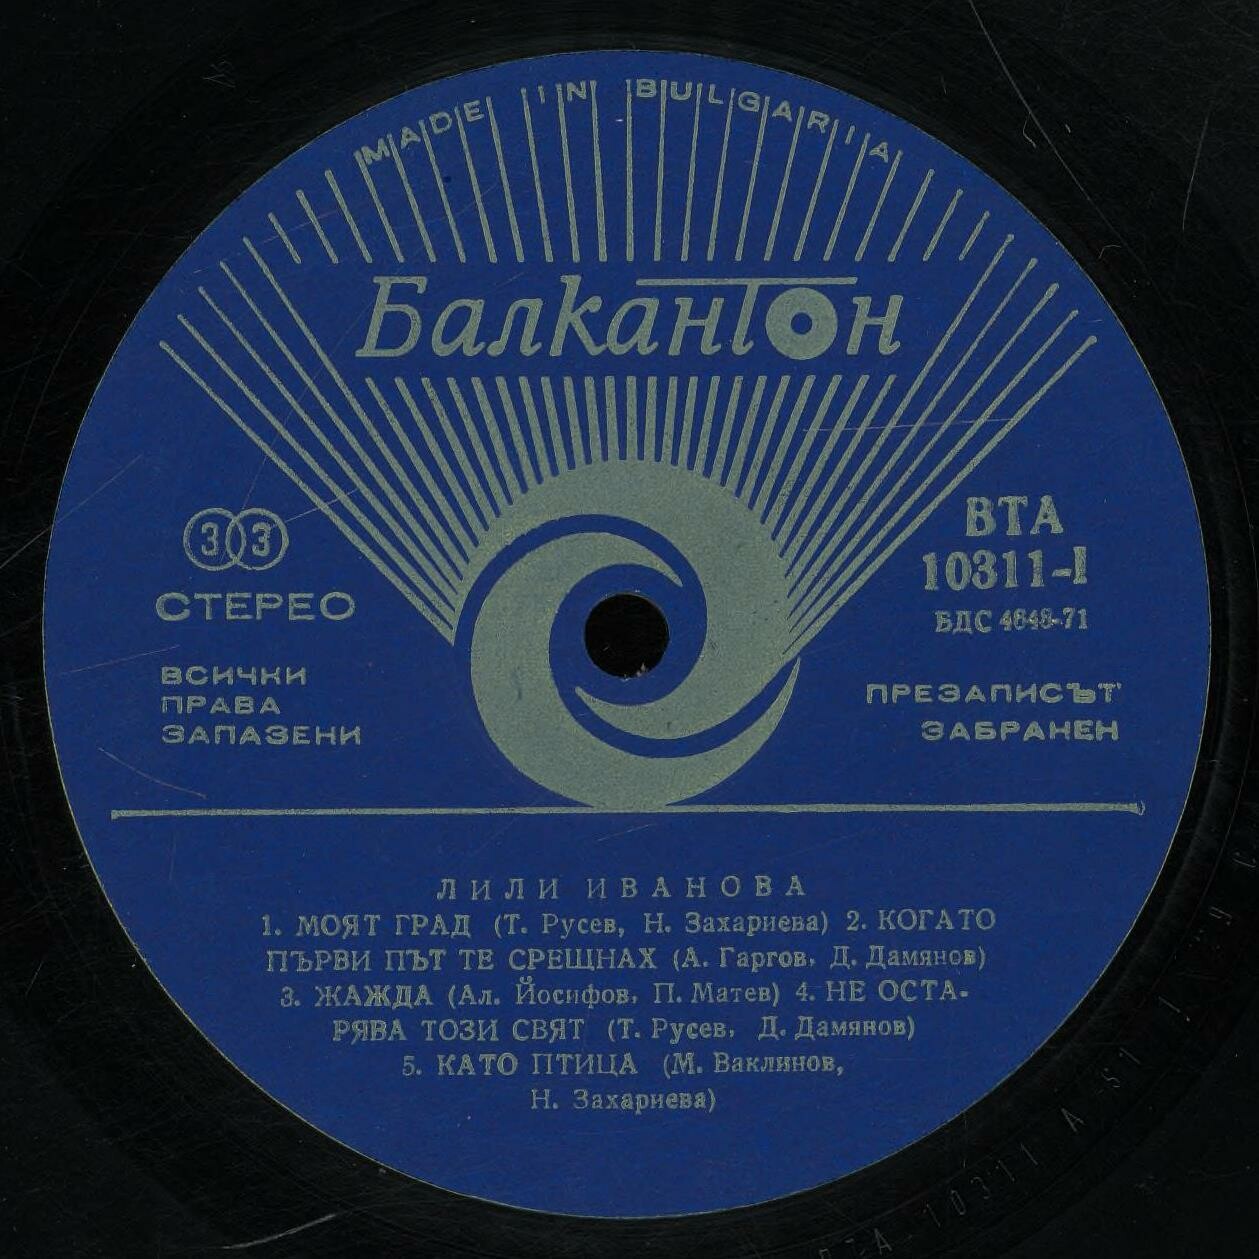 MADE IN BULGARIA
Балкантон
33
СТЕРЕО
ВСИЧКИ
ПРАВА
ЗАПАЗЕНИ
ВТА
10311-I
БДС 4648-71
ПРЕЗАПИСЪТ
ЗАБРАНЕН
ЛИЛИ ИВАНОВА
1. МОЯТ ГРАД (Т. Русев, Н. Захариева) 2. КОГАТО
ПЪРВИ ПЪТ ТЕ СРЕЩНАХ (А. Гаргов, Д. Дамянов)
3. ЖАЖДА (Ал. Йосифов, П. Матев) 4. НЕ ОСТА-
РЯВА ТОЗИ СВЯТ (Т. Русев, Д. Дамянов)
5. КАТО ПТИЦА (М. Ваклинов,
Н. Захариева)
10311 A